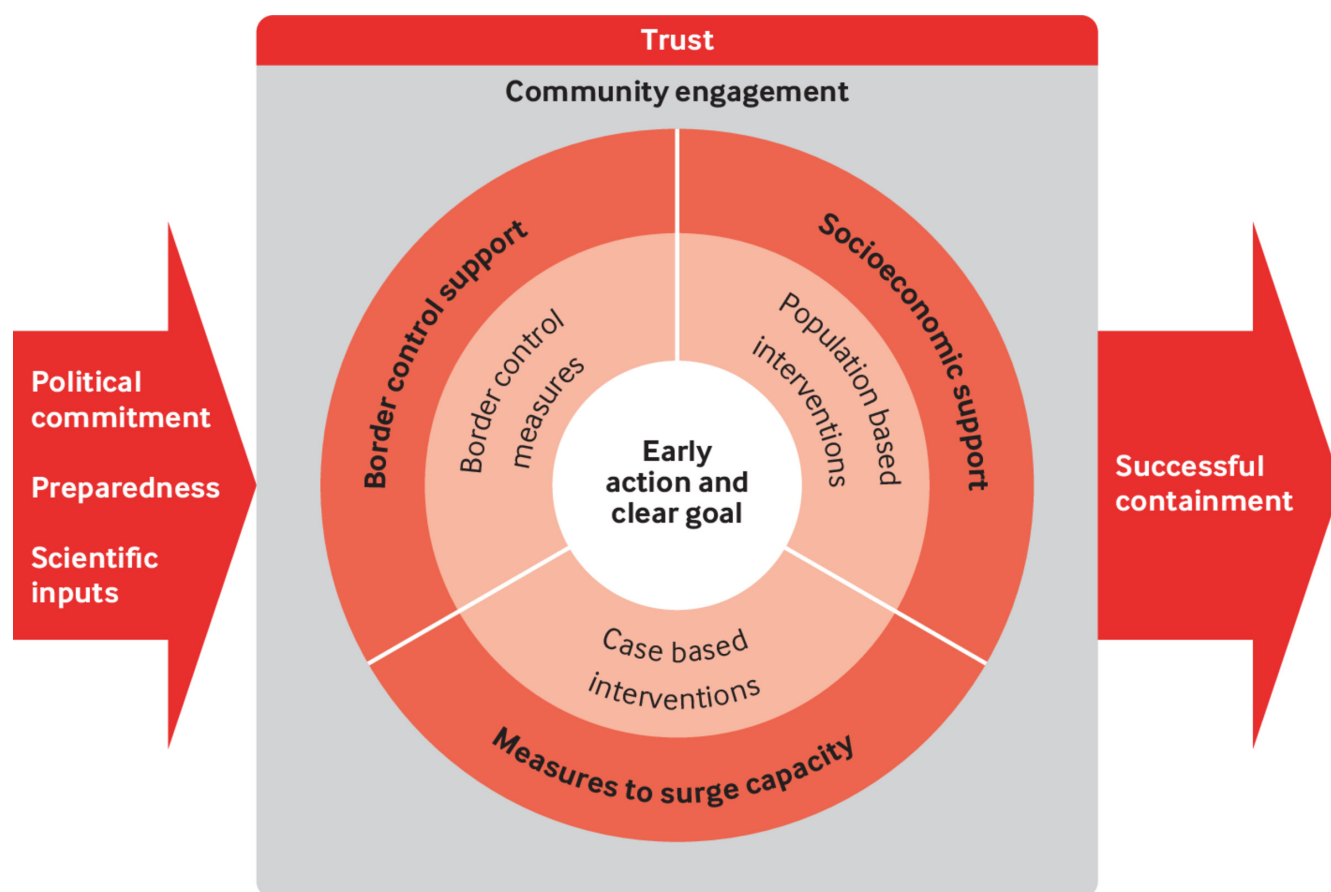 Trust
Community engagement
Political
commitment
Preparedness
Scientific
inputs
Border control support
Border control
measures
Socioeconomic support
Population based
interventions
Early
action and
clear goal
Case based
interventions
Measures to surge capacity
Successful
containment